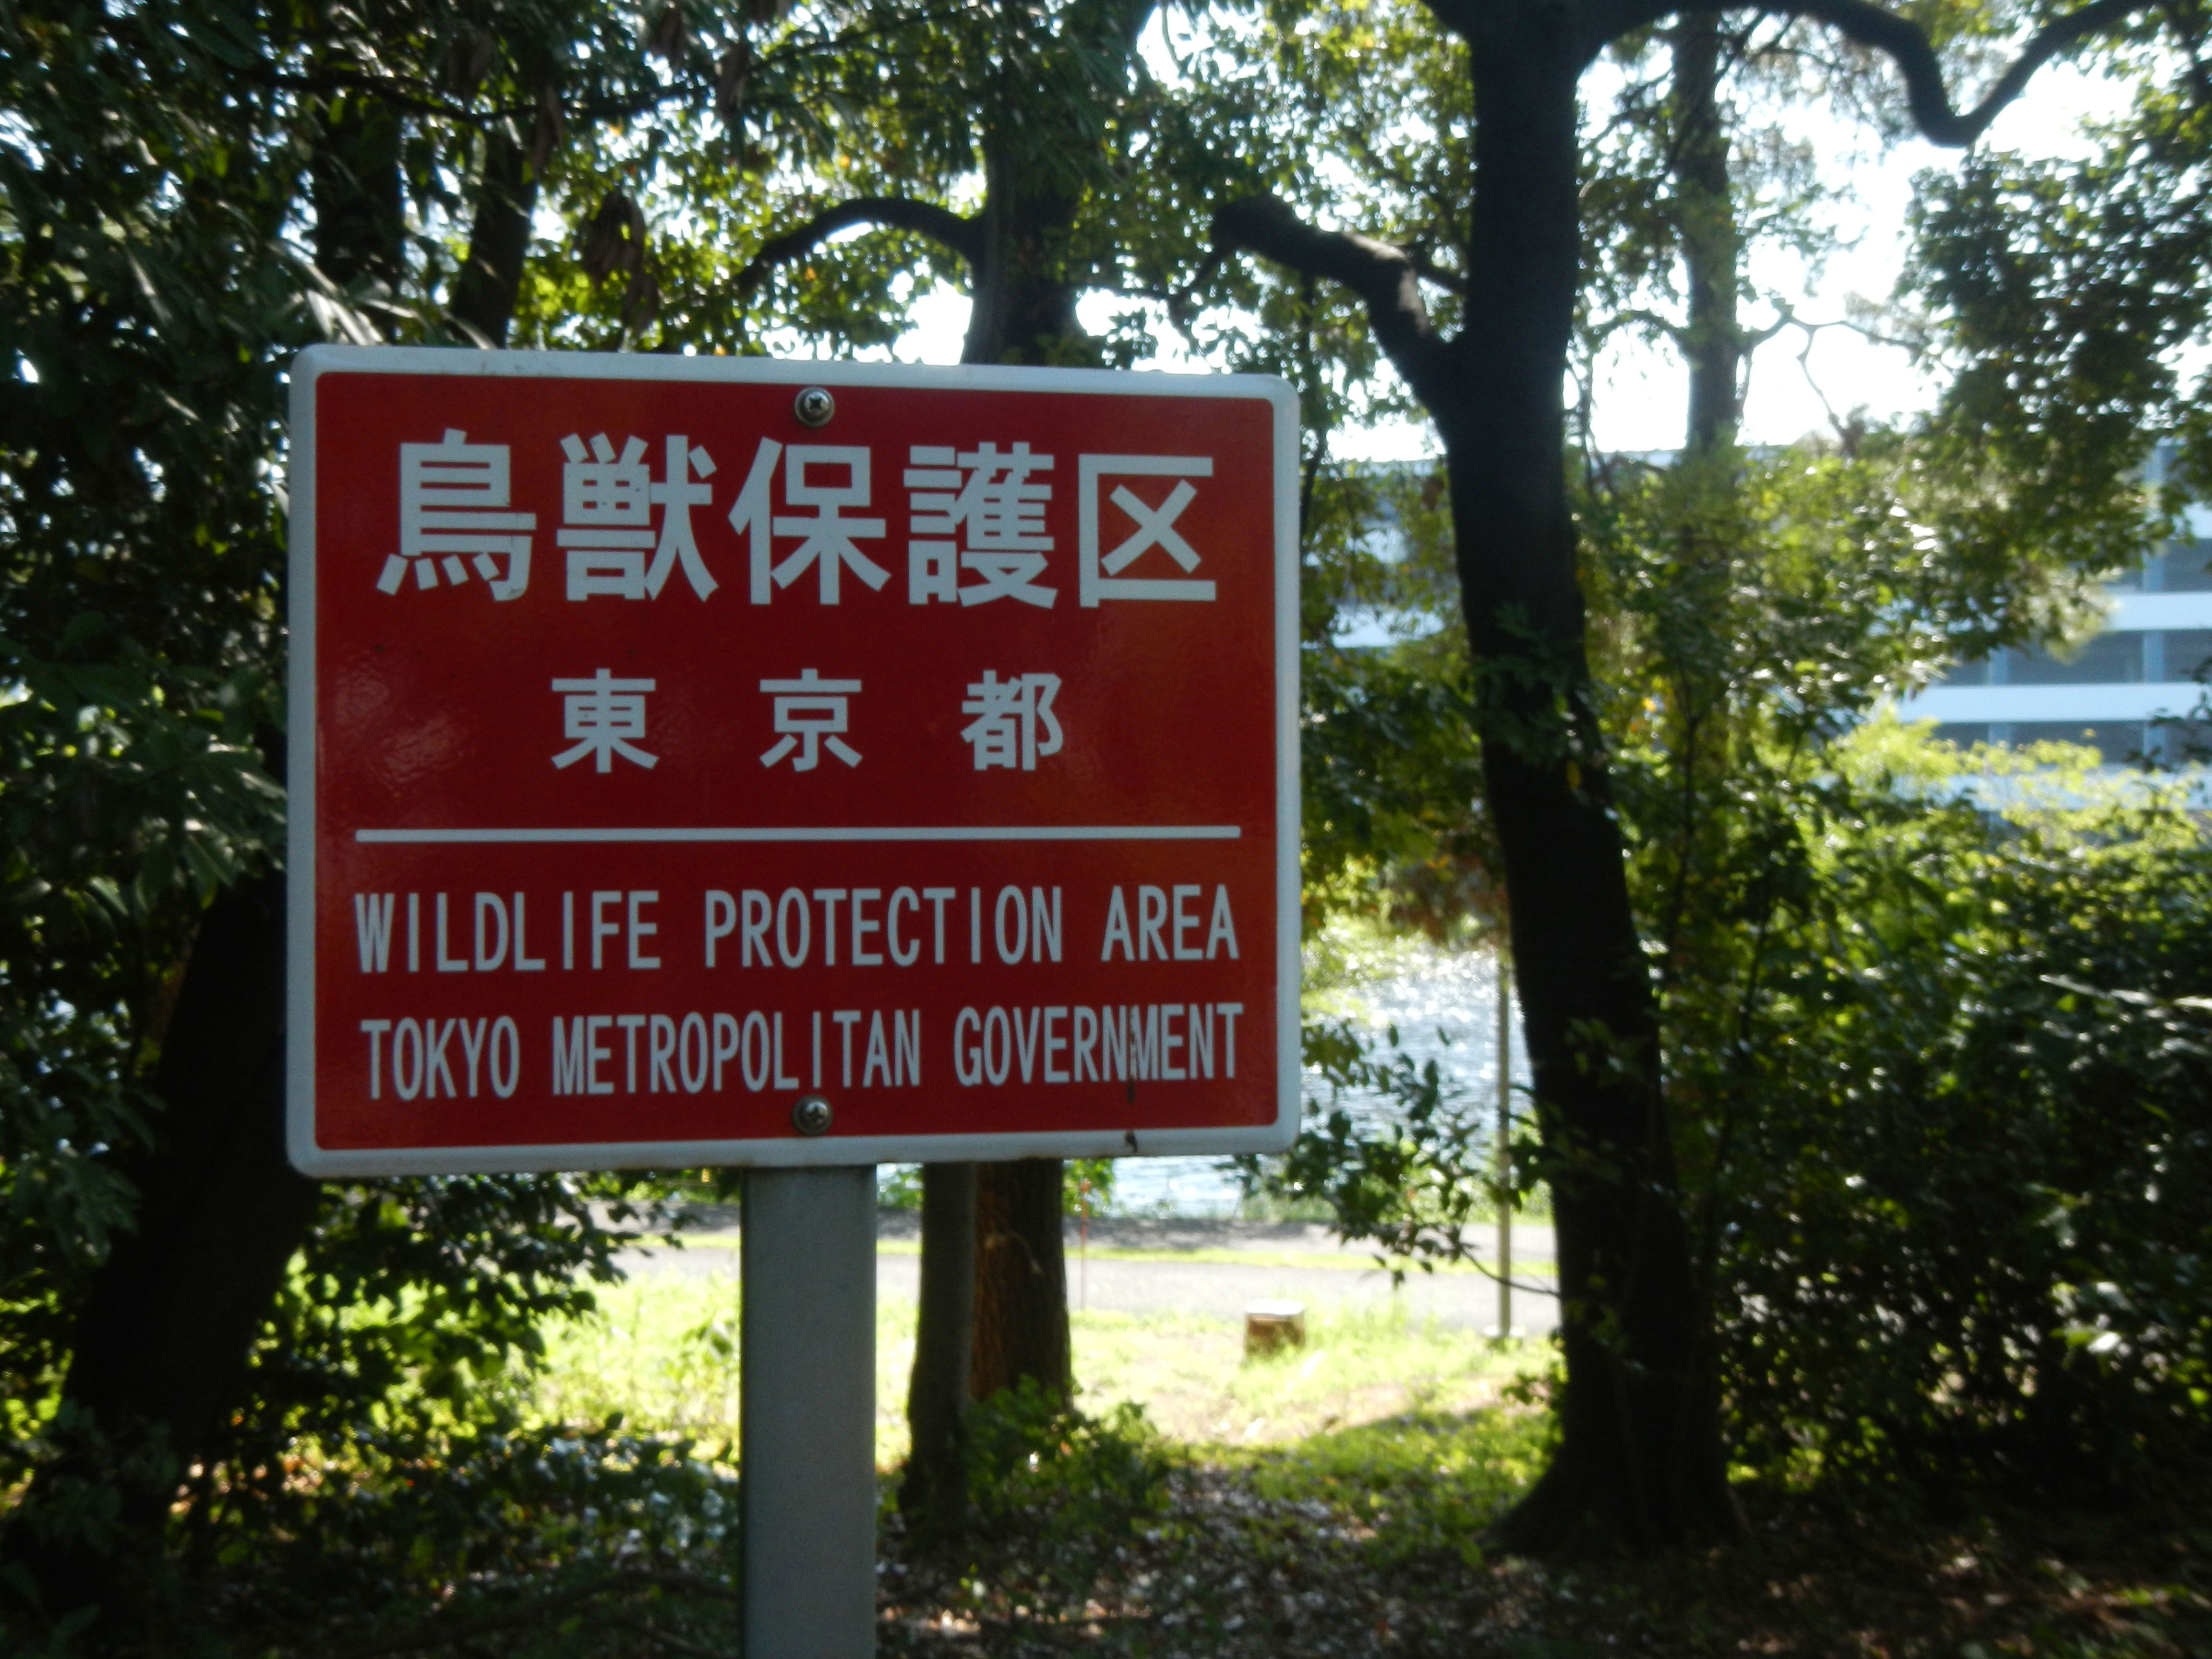 鳥獣保護区
東京都
WILDLIFE PROTECTION AREA
TOKYO METROPOLITAN GOVERNMENT